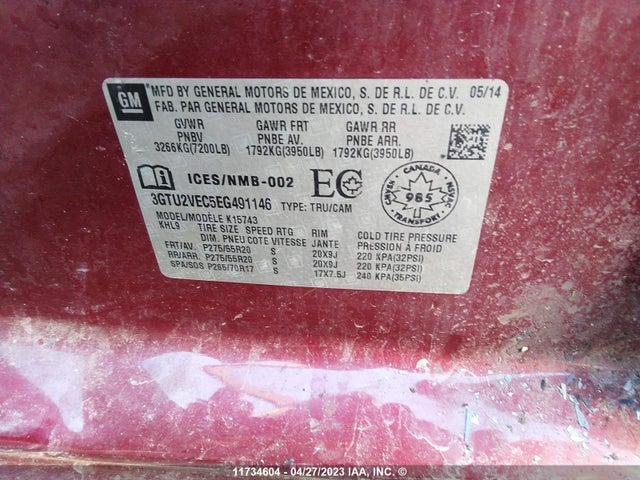 GM
MFD BY GENERAL MOTORS DE MEXICO, S. DE R.L. DE C.V. 05/14
FAB. PAR GENERAL MOTORS DE MEXICO, S. DE R.L. DE C.V.
GVWR GAWR FRT GAWR RR
PNBV PNBE AV. PNBE ARR.
3266KG(7200LB) 1792KG(3950LB) 1792KG(3950LB)
ICES/NMB-002 EC
CANADA
985
TRANSPORT
NSVAC
3GTU2VEC5EG491146 TYPE: TRU/CAM
MODEL/MODÈLE K15743
KHL9 TIRE SIZE SPEED RTG RIM COLD TIRE PRESSURE
DIM. PNEU COTE VITESSE JANTE PRESSION À FROID
FRT/AV. P275/55R20 S 20X9J 220 KPA(32PSI)
RR/ARR. P275/55R20 S 20X9J 220 KPA(32PSI)
SPA/SOS P265/70R17 S 17X7.5J 240 KPA(35PSI)
11734604 - 04/27/2023 IAA, INC. ©